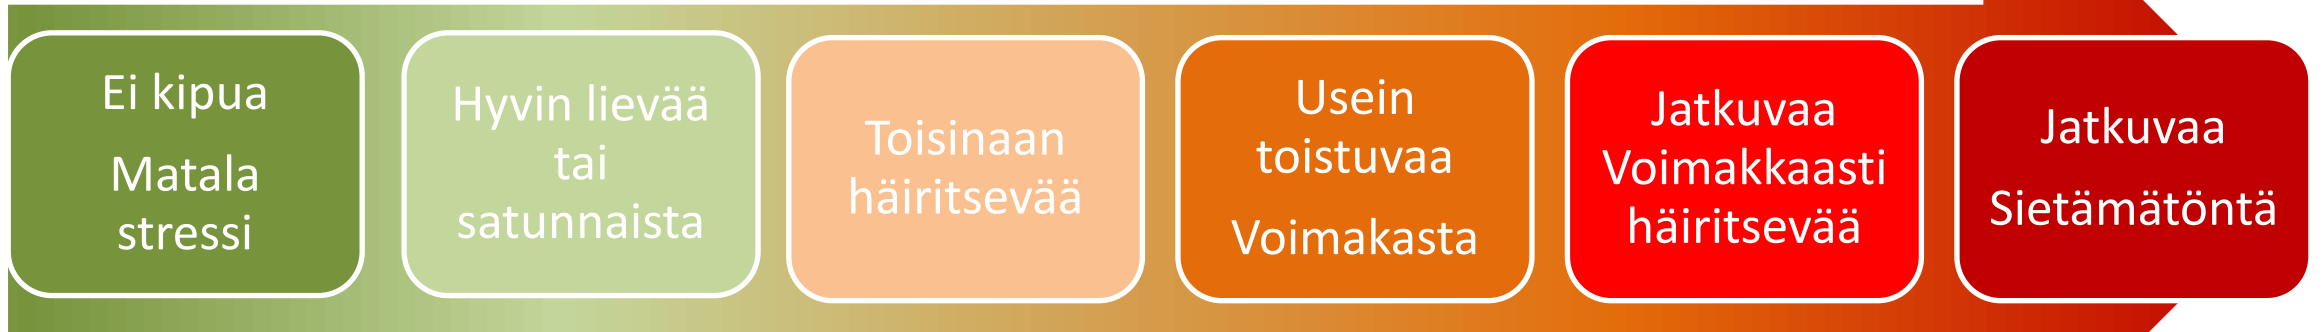 Ei kipua
Matala
stressi
Hyvin lievää
tai
satunnaista
Toisinaan
häiritsevää
Usein
toistuvaa
Voimakasta
Jatkuvaa
Voimakkaasti
häiritsevää
Jatkuvaa
Sietämätöntä